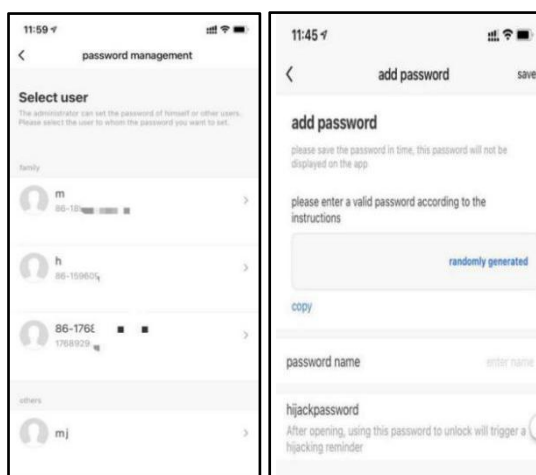 11:59
password management
Select user
The administrator can set the password of himself or other users.
Please select the user to whom the password you want to set.
family
m
h
86-159609
86-1768
1768929
others
mj
11:45
add password
save
add password
please save the password in time, this password will not be
displayed on the app
please enter a valid password according to the
instructions
randomly generated
copy
password name
enter name
hijackpassword
After opening, using this password to unlock will trigger a
hijacking reminder